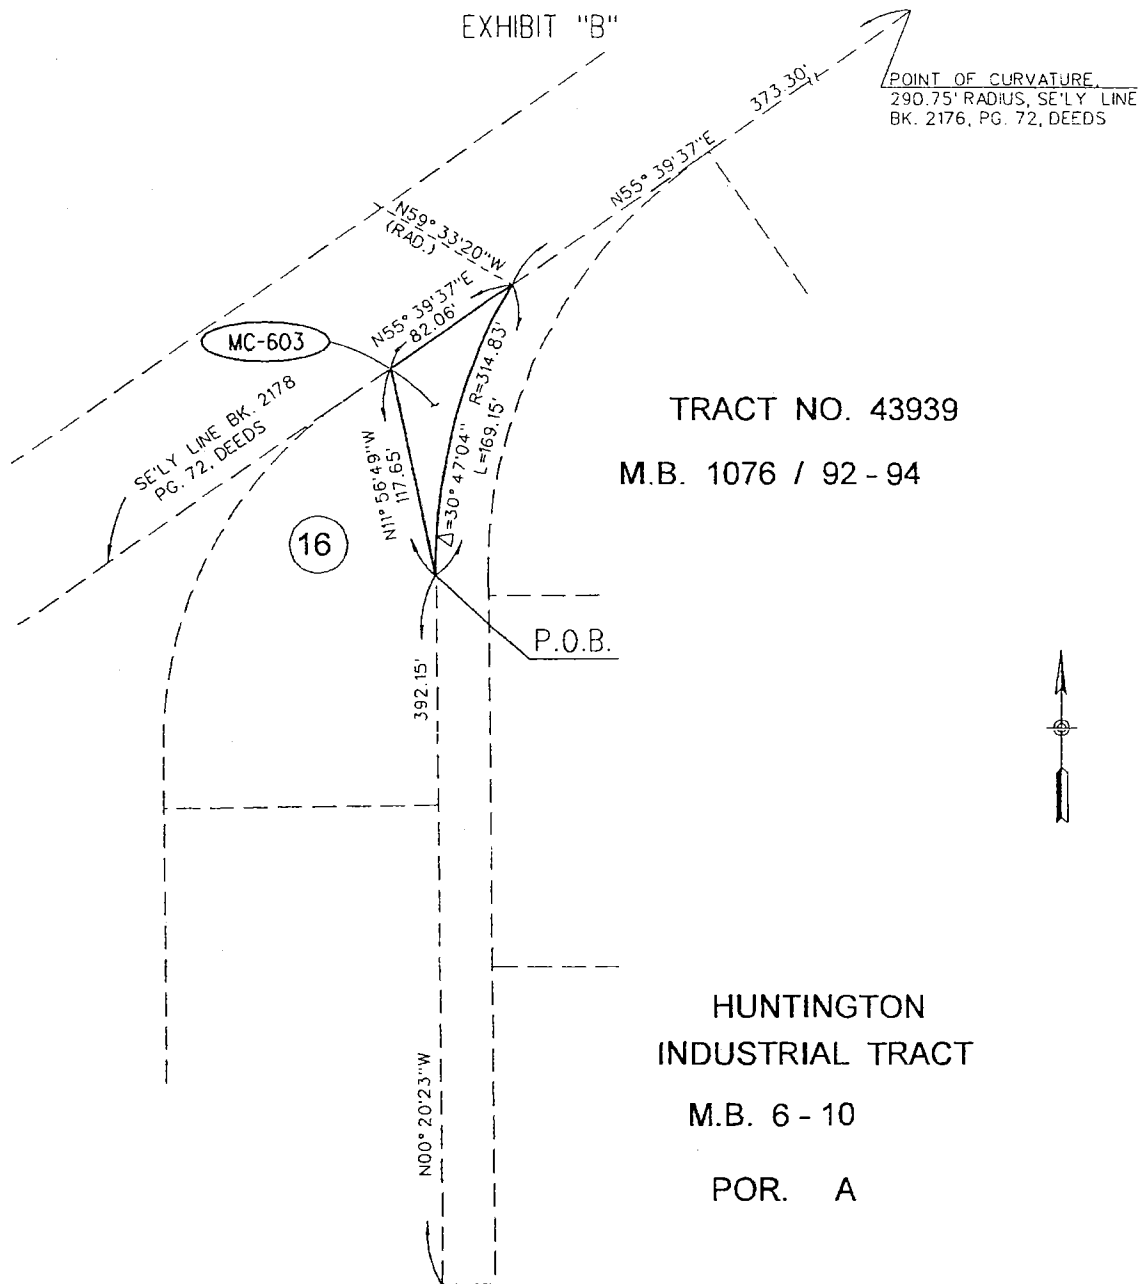 EXHIBIT "B"
373.30'
POINT OF CURVATURE,
290.75' RADIUS, SE'LY LINE
BK. 2176, PG. 72, DEEDS
N55° 39'37"E
N59° 33'20"W
(RAD.)
N55° 39'37"E
82.06'
MC-603
R=314.83'
Δ=30° 47'04"
L=169.15'
TRACT NO. 43939
M.B. 1076 / 92 - 94
SE'LY LINE BK. 2178
PG. 72, DEEDS
N11° 56'49"W
117.65'
16
P.O.B.
392.15'
N00° 20'23"W
HUNTINGTON
INDUSTRIAL TRACT
M.B. 6 - 10
POR. A